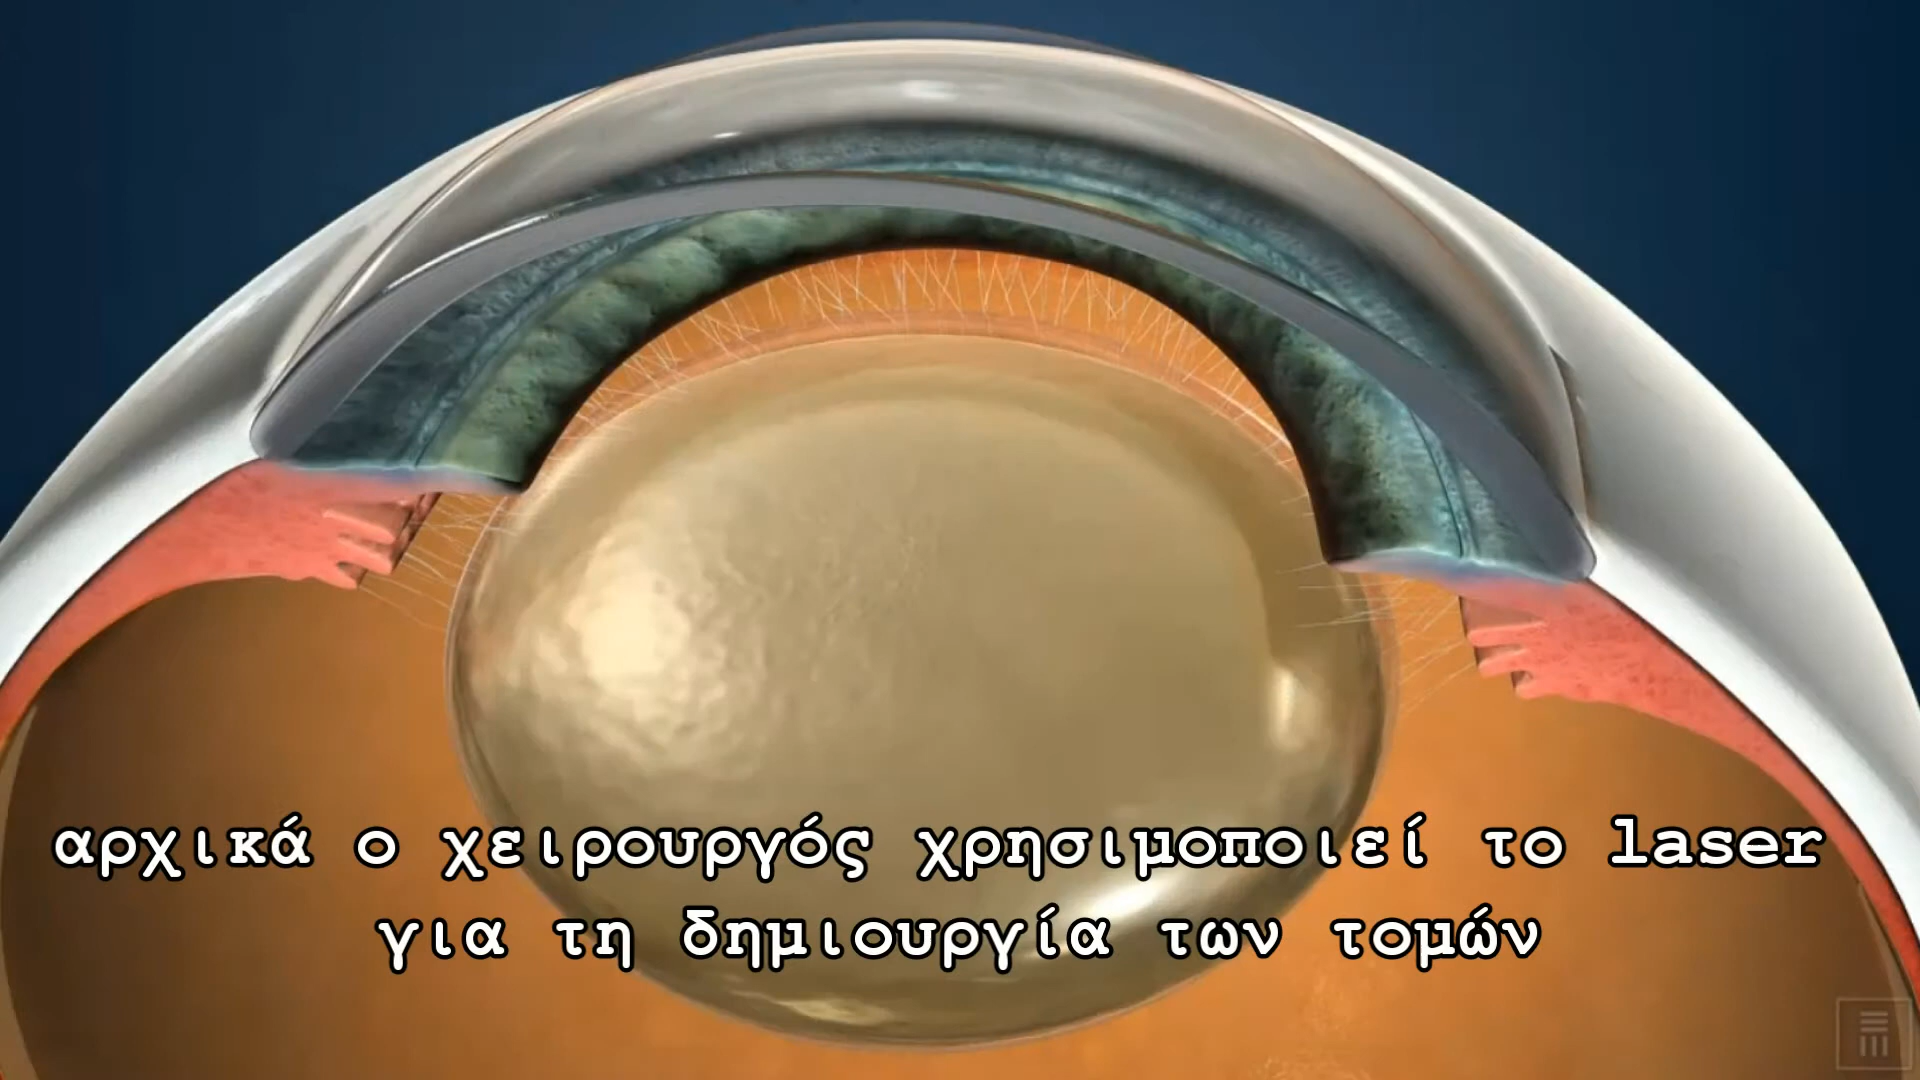 αρχικά ο χειρουργός χρησιμοποιεί το laser
για τη δημιουργία των τομών